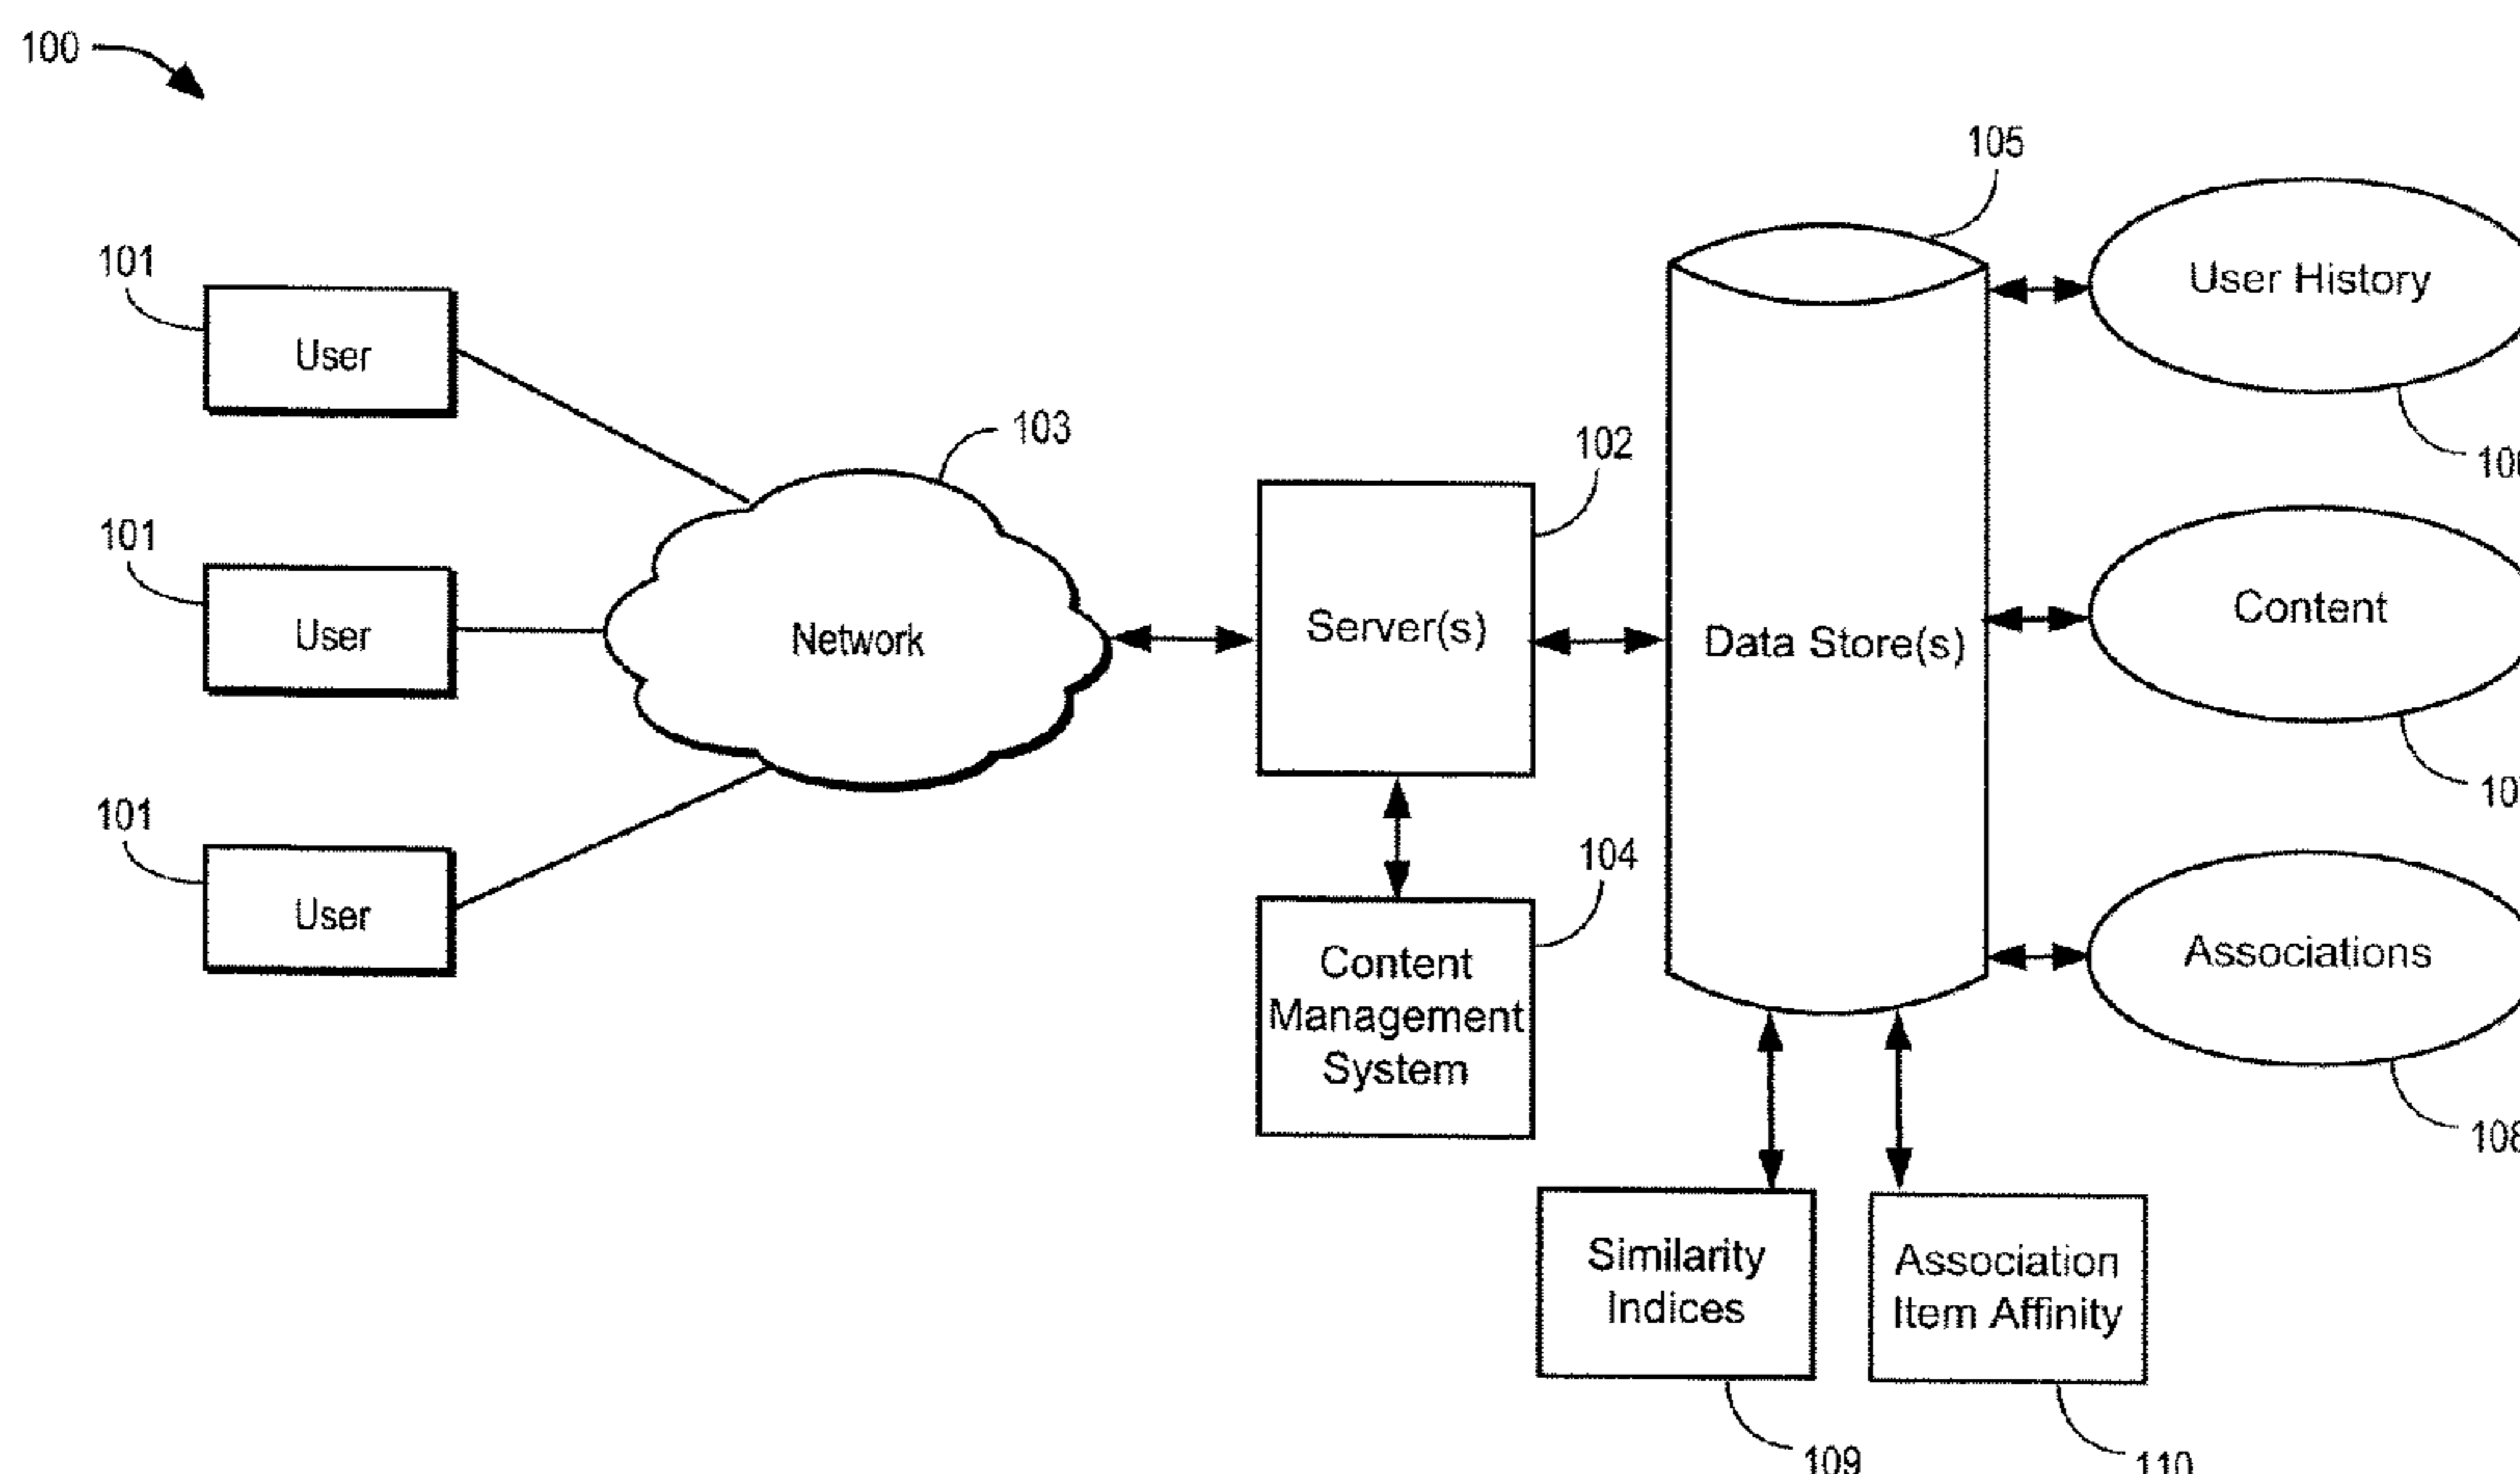 100
105
User History
101
User
103
102
101
User
Network
Server(s)
Data Store(s)
Content
101
User
104
Content
Management
System
Associations
108
Similarity
Indices
Association
Item Affinity
109
110